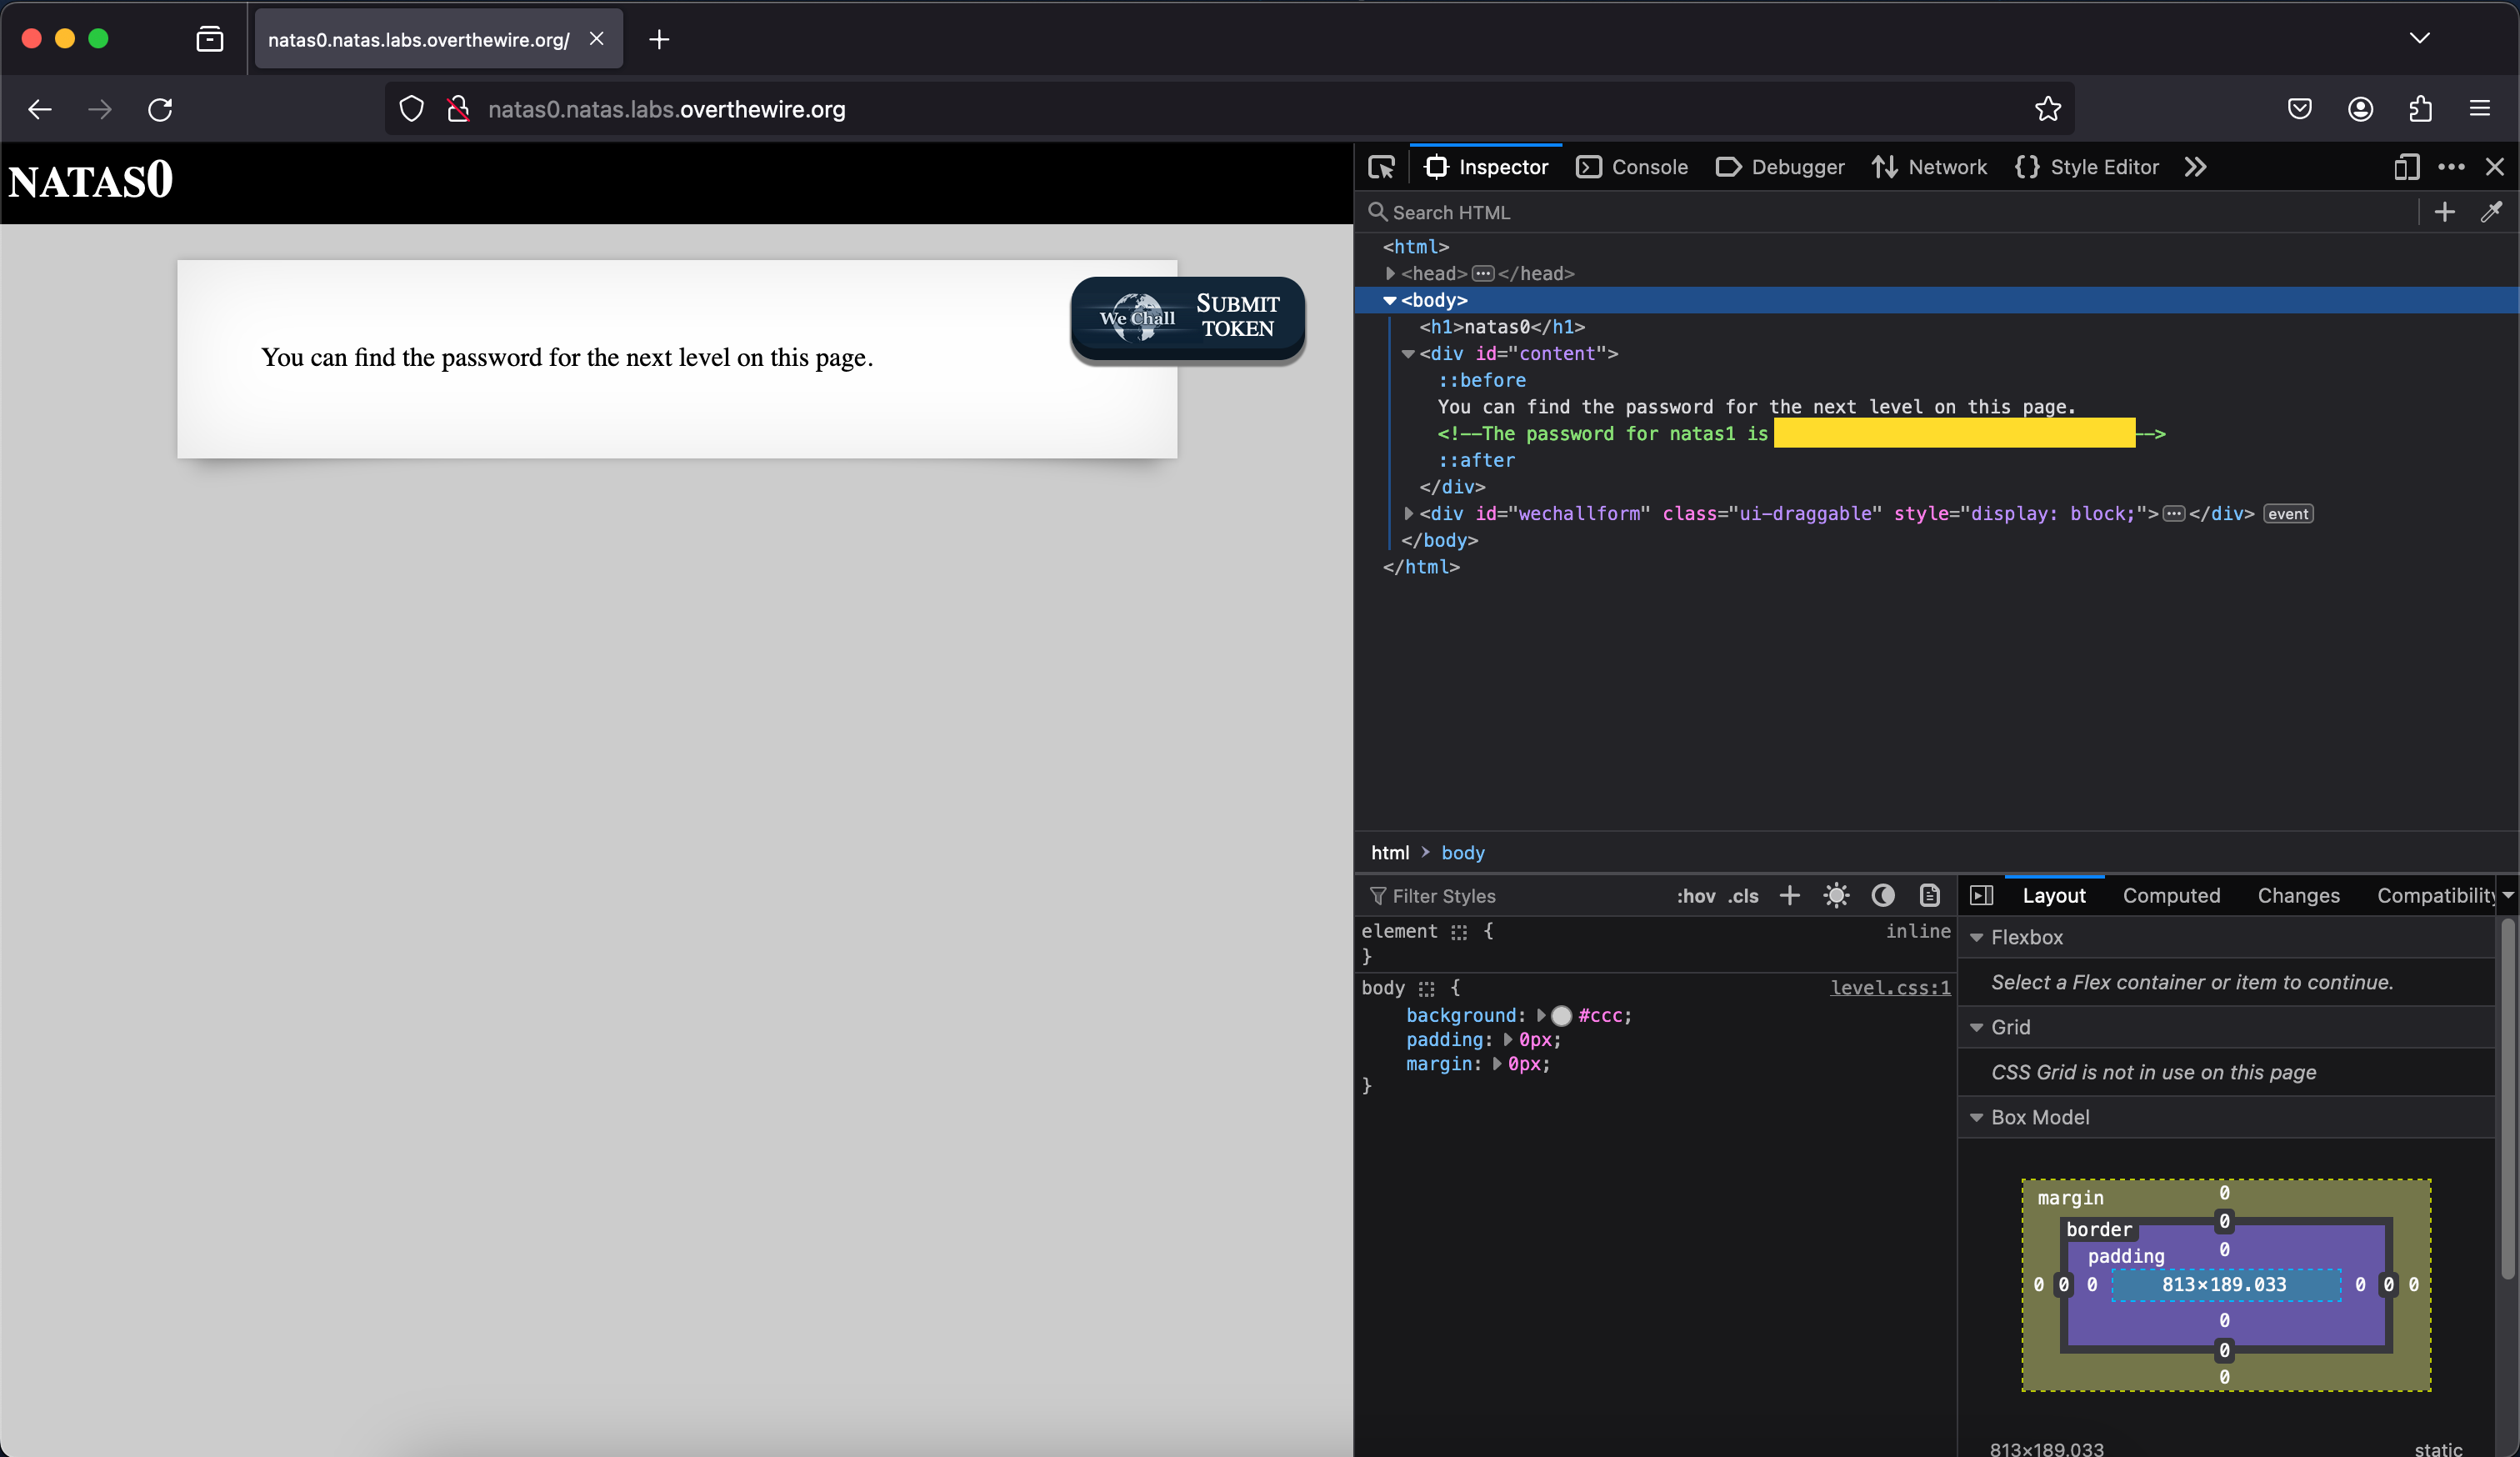 natas0.natas.labs.overthewire.org/
natas0.natas.labs.overthewire.org
NATAS0
You can find the password for the next level on this page.
We Chall
SUBMIT
TOKEN
Inspector
Console
Debugger
Network
Style Editor
Search HTML
<html>
<head>
</head>
<body>
<h1>natas0</h1>
<div id="content">
::before
You can find the password for the next level on this page.
<!--The password for natas1 is -->
::after
</div>
<div id="wechallform" class="ui-draggable" style="display: block;"></div> event
</body>
</html>
html > body
Filter Styles
:hov .cls
element {
inline
}
body {
level.css:1
background: #ccc;
padding: 0px;
margin: 0px;
}
Layout
Computed
Changes
Compatibility
Flexbox
Select a Flex container or item to continue.
Grid
CSS Grid is not in use on this page
Box Model
margin
0
border
0
padding
0
0 0 0 813×189.033 0 0 0
0
0
0
813×189.033
static